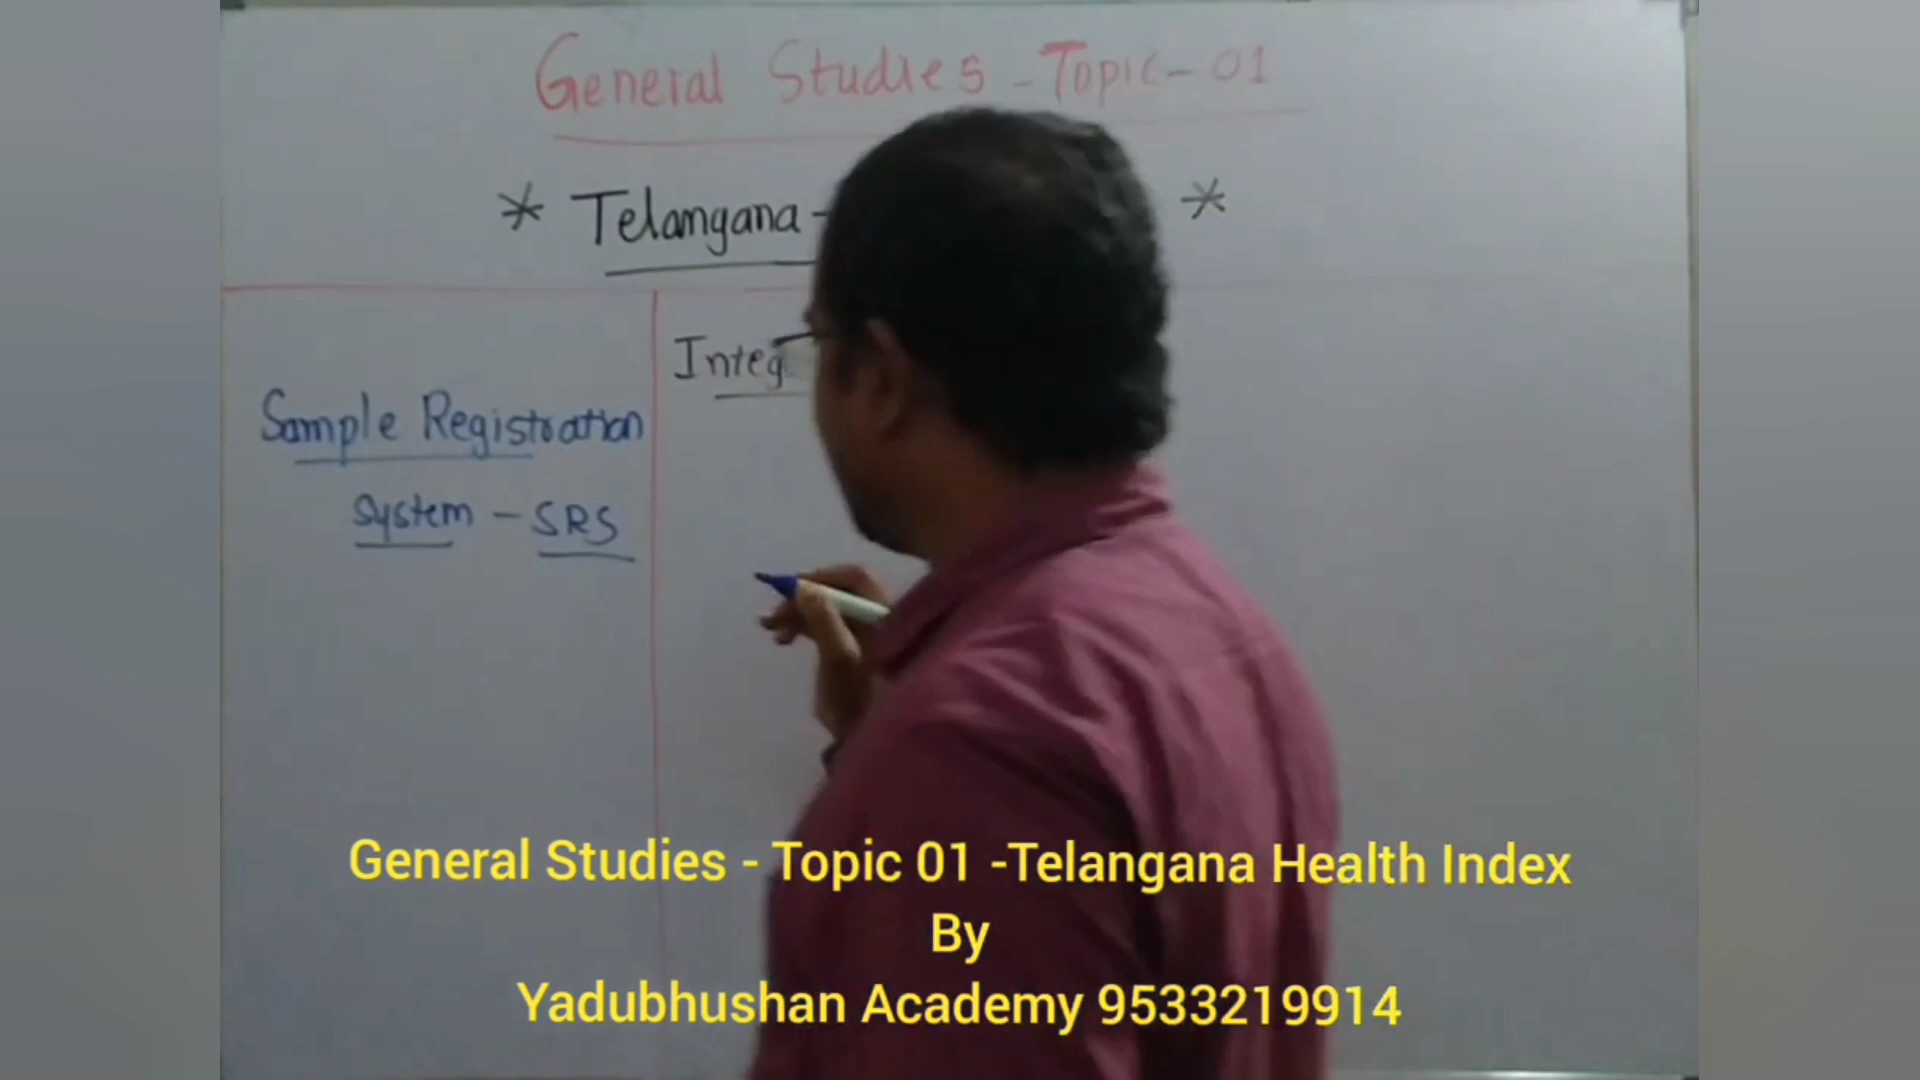 General Studies - Topic - 01
* Telangana - *
Integ
Sample Registration
System - SRS
General Studies - Topic 01 -Telangana Health Index
By
Yadubhushan Academy 9533219914